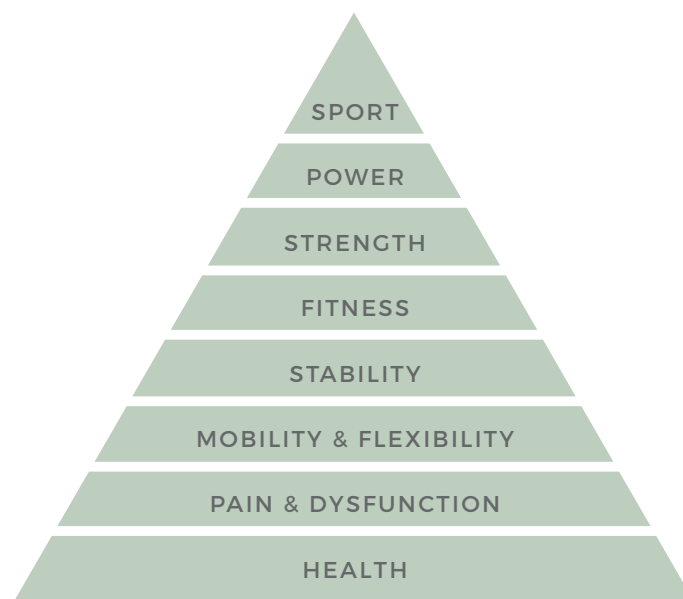 SPORT
POWER
STRENGTH
FITNESS
STABILITY
MOBILITY & FLEXIBILITY
PAIN & DYSFUNCTION
HEALTH